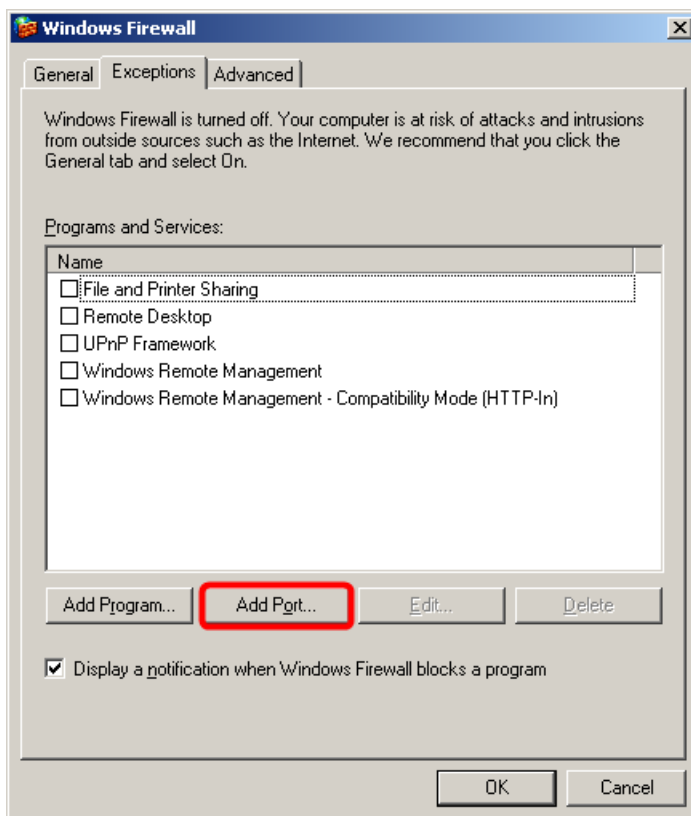 Windows Firewall
General Exceptions Advanced
Windows Firewall is turned off. Your computer is at risk of attacks and intrusions
from outside sources such as the Internet. We recommend that you click the
General tab and select On.
Programs and Services:
Name
File and Printer Sharing
Remote Desktop
UPnP Framework
Windows Remote Management
Windows Remote Management - Compatibility Mode (HTTP-In)
Add Program... Add Port... Edit... Delete
Display a notification when Windows Firewall blocks a program
OK Cancel